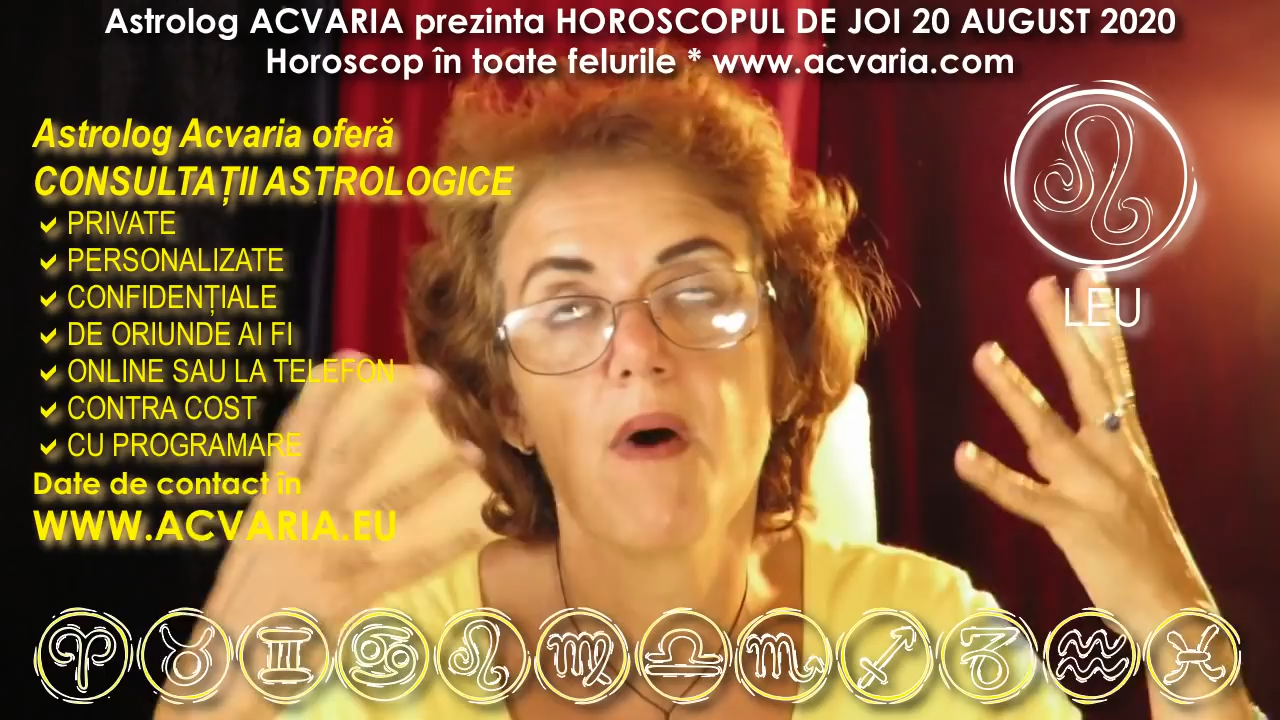 Astrolog ACVARIA prezinta HOROSCOPUL DE JOI 20 AUGUST 2020
Horoscop în toate felurile * www.acvaria.com
Astrolog Acvaria oferă
CONSULTAȚII ASTROLOGICE
PRIVATE
PERSONALIZATE
CONFIDENȚIALE
DE ORIUNDE AI FI
ONLINE SAU LA TELEFON
CONTRA COST
CU PROGRAMARE
Date de contact în
WWW.ACVARIA.EU
LEU